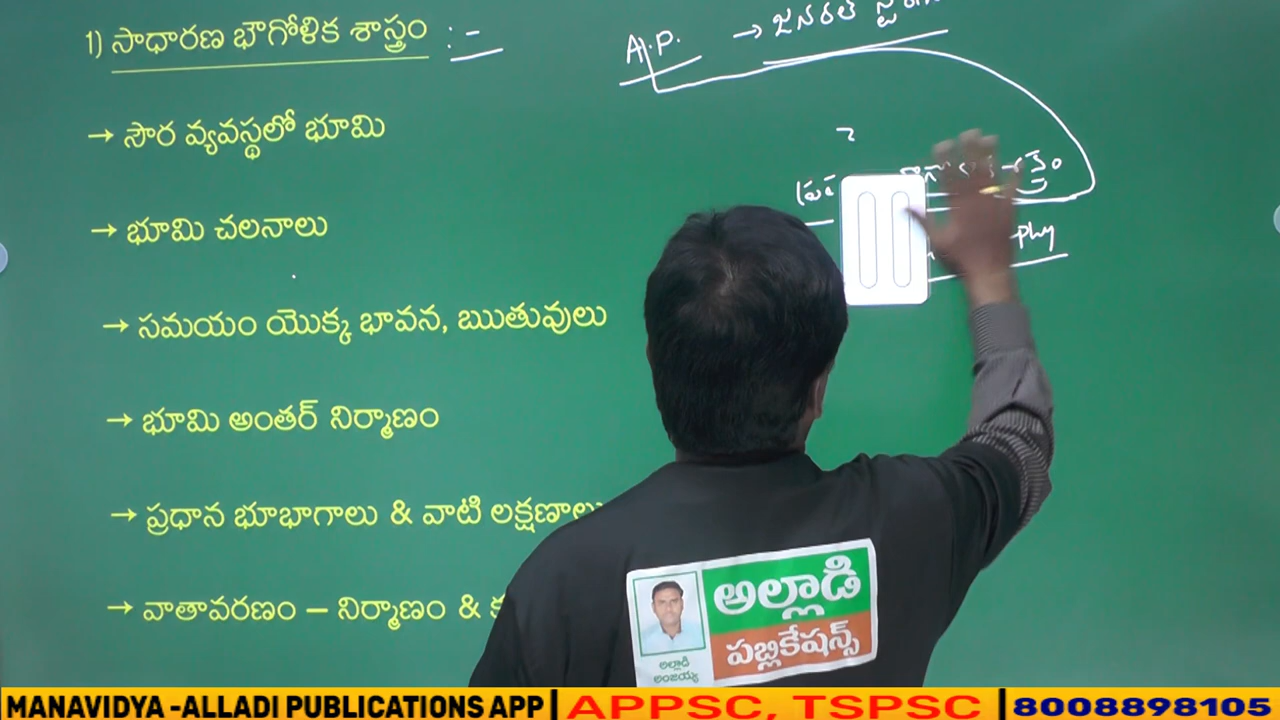 1) సాధారణ భౌగోళిక శాస్త్రం :-
A.P. → జనరల్
→ సౌర వ్యవస్థలో భూమి
→ భూమి చలనాలు
→ సమయం యొక్క భావన, ఋతువులు
→ భూమి అంతర్ నిర్మాణం
→ ప్రధాన భూభాగాలు & వాటి లక్షణాలు
→ వాతావరణం – నిర్మాణం &
అల్లాడి
పబ్లికేషన్స్
అల్లాడి
అంజయ్య
MANAVIDYA -ALLADI PUBLICATIONS APP | APPSC, TSPSC | 8008898105